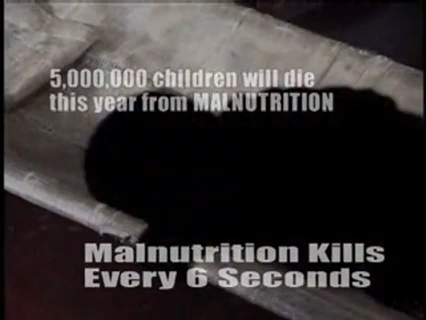 5,000,000 children will die
this year from MALNUTRITION
Malnutrition Kills
Every 6 Seconds